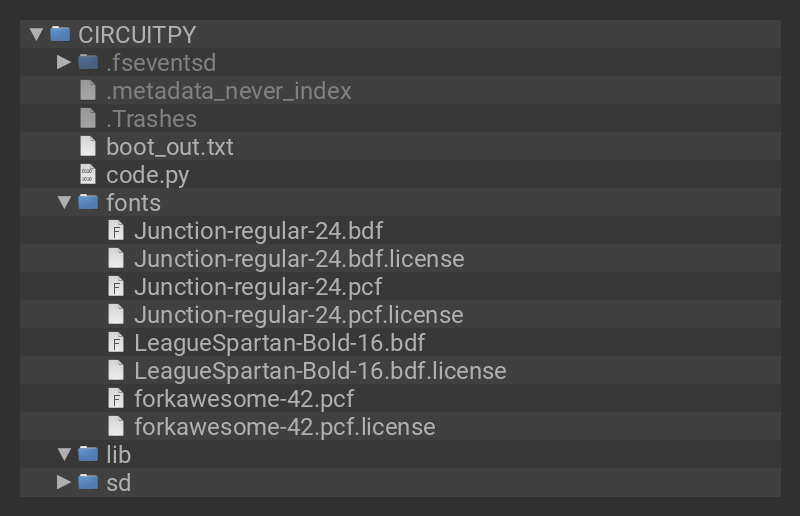 CIRCUITPY
.fseventsd
.metadata_never_index
.Trashes
boot_out.txt
code.py
fonts
Junction-regular-24.bdf
Junction-regular-24.bdf.license
Junction-regular-24.pcf
Junction-regular-24.pcf.license
LeagueSpartan-Bold-16.bdf
LeagueSpartan-Bold-16.bdf.license
forkawesome-42.pcf
forkawesome-42.pcf.license
lib
sd